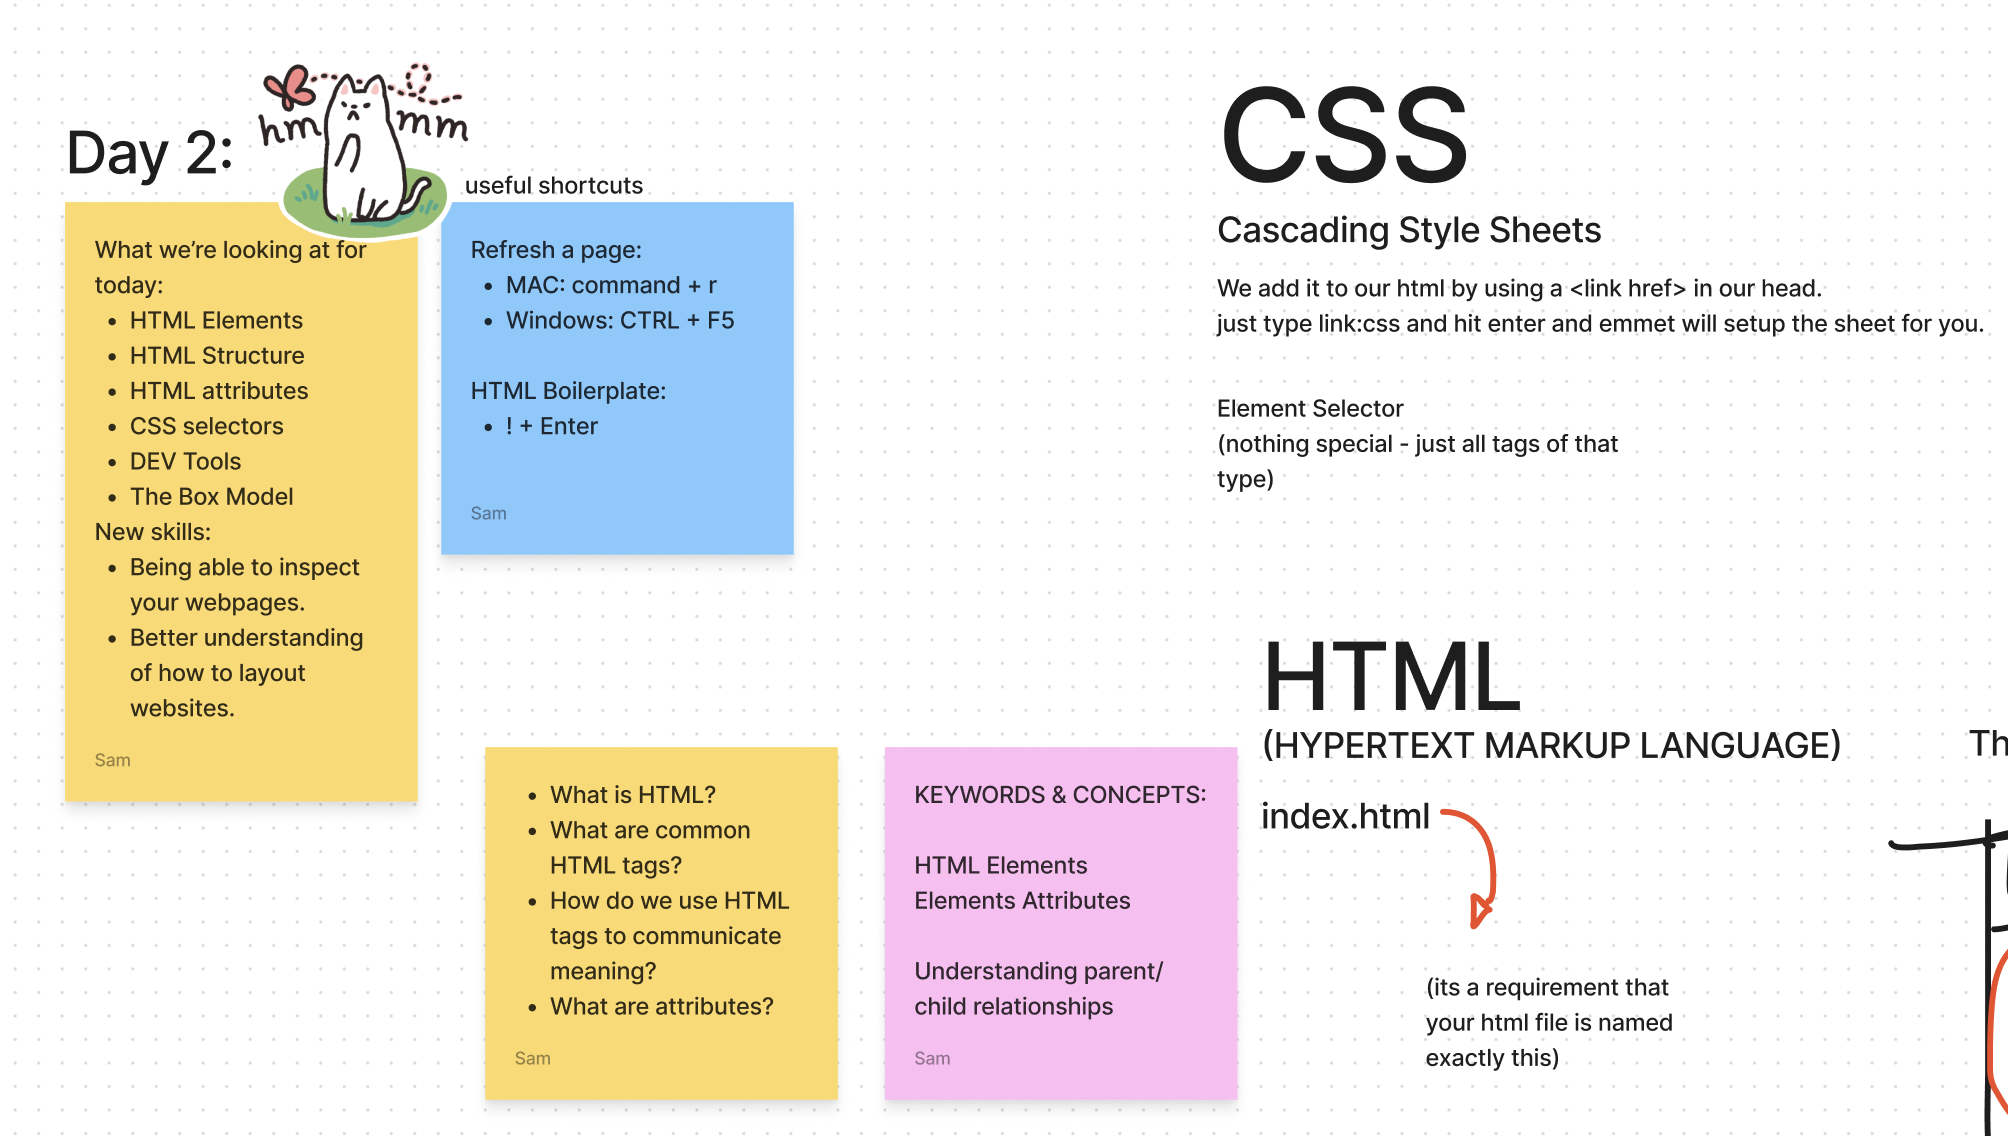 Day 2:
hm mm
What we're looking at for
today:
• HTML Elements
• HTML Structure
• HTML attributes
• CSS selectors
• DEV Tools
• The Box Model
New skills:
• Being able to inspect
your webpages.
• Better understanding
of how to layout
websites.
Sam
useful shortcuts
Refresh a page:
• MAC: command + r
• Windows: CTRL + F5
HTML Boilerplate:
• ! + Enter
Sam
• What is HTML?
• What are common
HTML tags?
• How do we use HTML
tags to communicate
meaning?
• What are attributes?
Sam
KEYWORDS & CONCEPTS:
HTML Elements
Elements Attributes
Understanding parent/
child relationships
Sam
CSS
Cascading Style Sheets
We add it to our html by using a <link href> in our head.
just type link:css and hit enter and emmet will setup the sheet for you.
Element Selector
(nothing special - just all tags of that
type)
HTML
(HYPERTEXT MARKUP LANGUAGE)
index.html
(its a requirement that
your html file is named
exactly this)